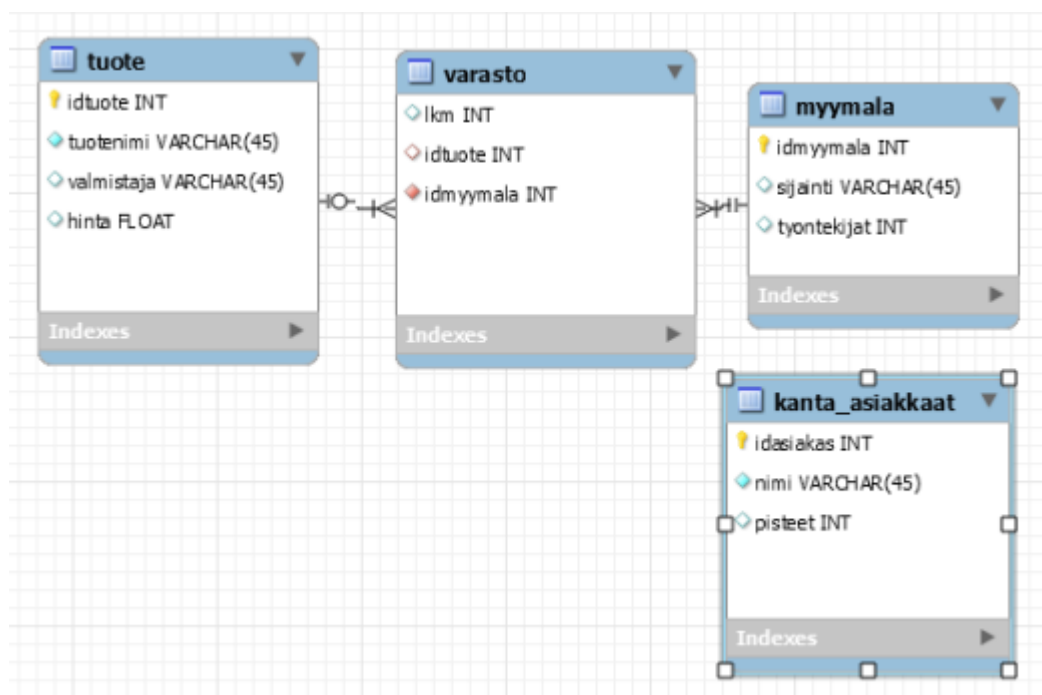 tuote
idtuote INT
tuotenimi VARCHAR(45)
valmistaja VARCHAR(45)
hinta FLOAT
Indexes
varasto
lkm INT
idtuote INT
idmyymala INT
Indexes
myymala
idmyymala INT
sijainti VARCHAR(45)
tyontekijat INT
Indexes
kanta_asiakkaat
idasiakas INT
nimi VARCHAR(45)
pisteet INT
Indexes